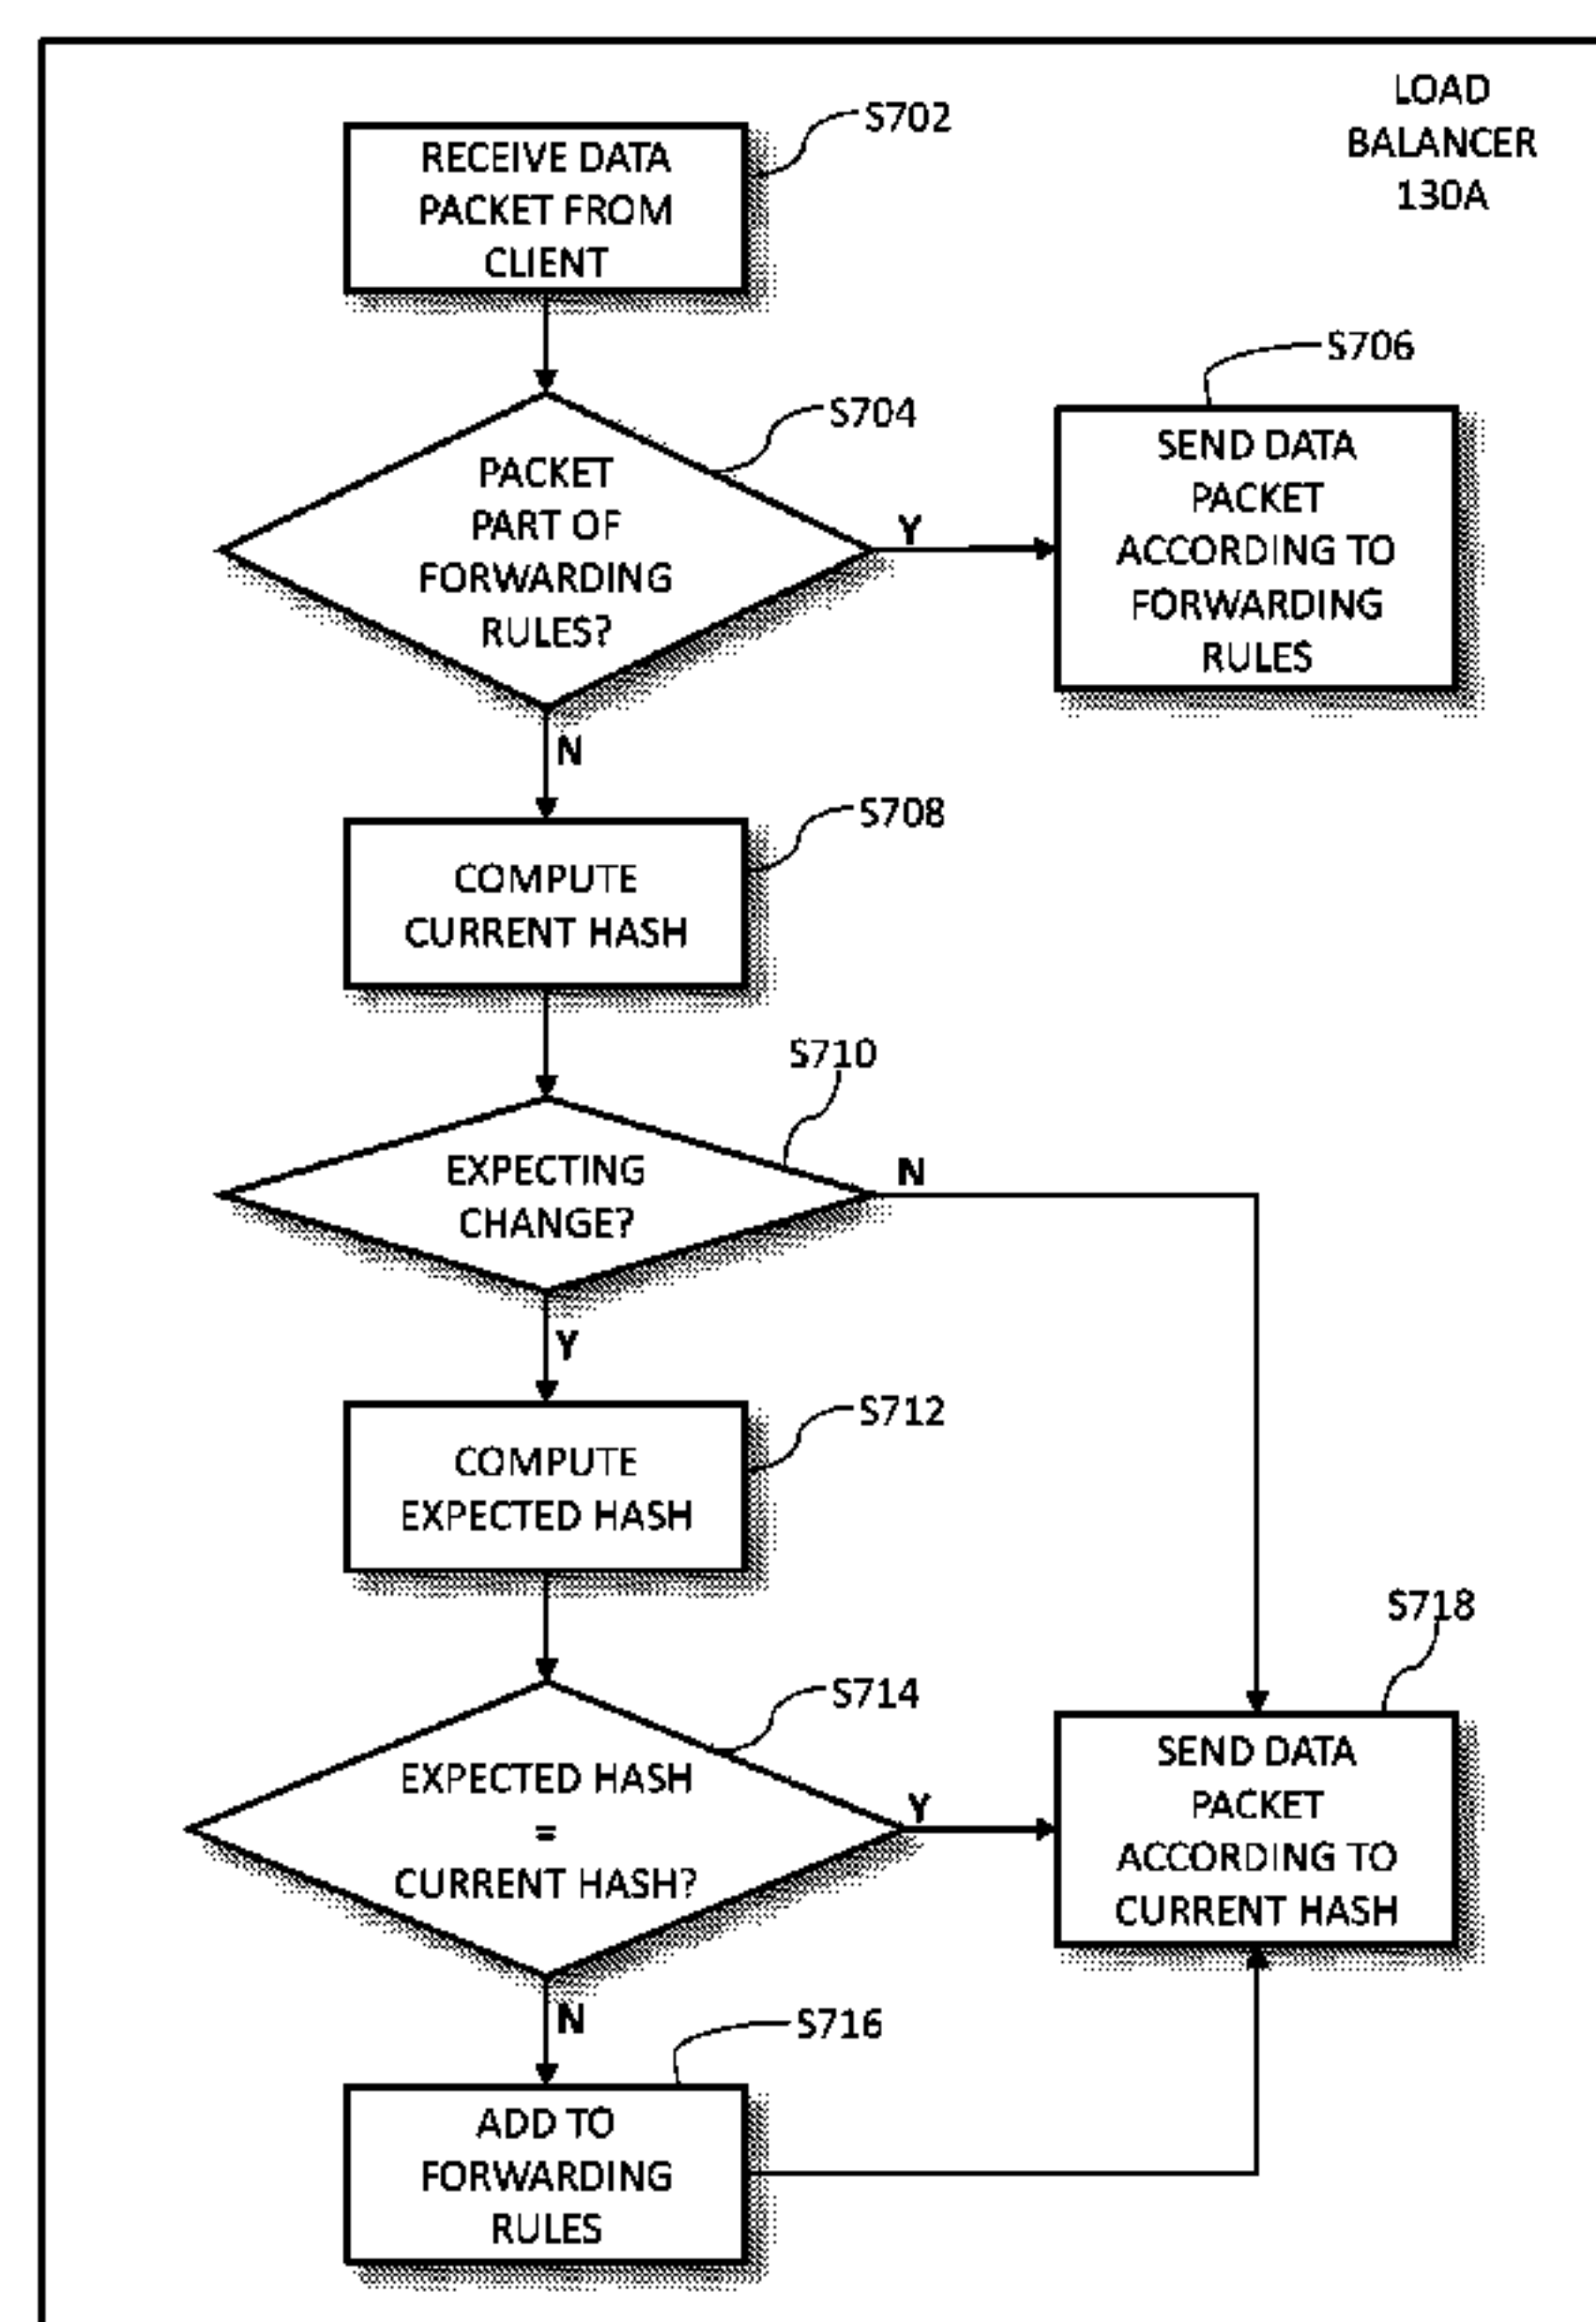 LOAD
BALANCER
130A
S702
RECEIVE DATA
PACKET FROM
CLIENT
S704
PACKET
PART OF
FORWARDING
RULES?
Y
S706
SEND DATA
PACKET
ACCORDING TO
FORWARDING
RULES
N
S708
COMPUTE
CURRENT HASH
S710
EXPECTING
CHANGE?
N
Y
S712
COMPUTE
EXPECTED HASH
S714
EXPECTED HASH
=
CURRENT HASH?
Y
S718
SEND DATA
PACKET
ACCORDING TO
CURRENT HASH
N
S716
ADD TO
FORWARDING
RULES